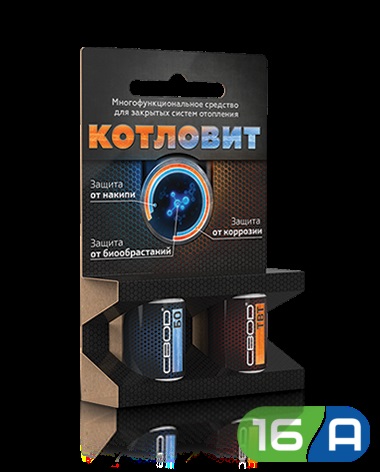 Многофункциональное средство
для закрытых систем отопления
КОТЛОВИТ
Защита
от накипи
Защита
от коррозии
Защита
от биообрастаний
СВОД
БО
СВОД
ТВТ
16 A